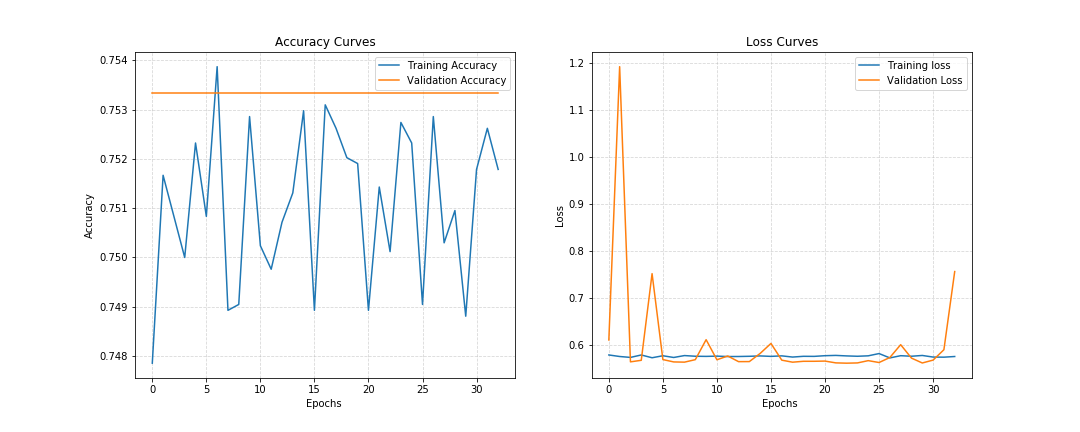 Accuracy Curves
Training Accuracy
Validation Accuracy
0.754
0.753
0.752
0.751
0.750
0.749
0.748
Accuracy
0 5 10 15 20 25 30
Epochs
Loss Curves
Training loss
Validation Loss
1.2
1.1
1.0
0.9
0.8
0.7
0.6
Loss
0 5 10 15 20 25 30
Epochs